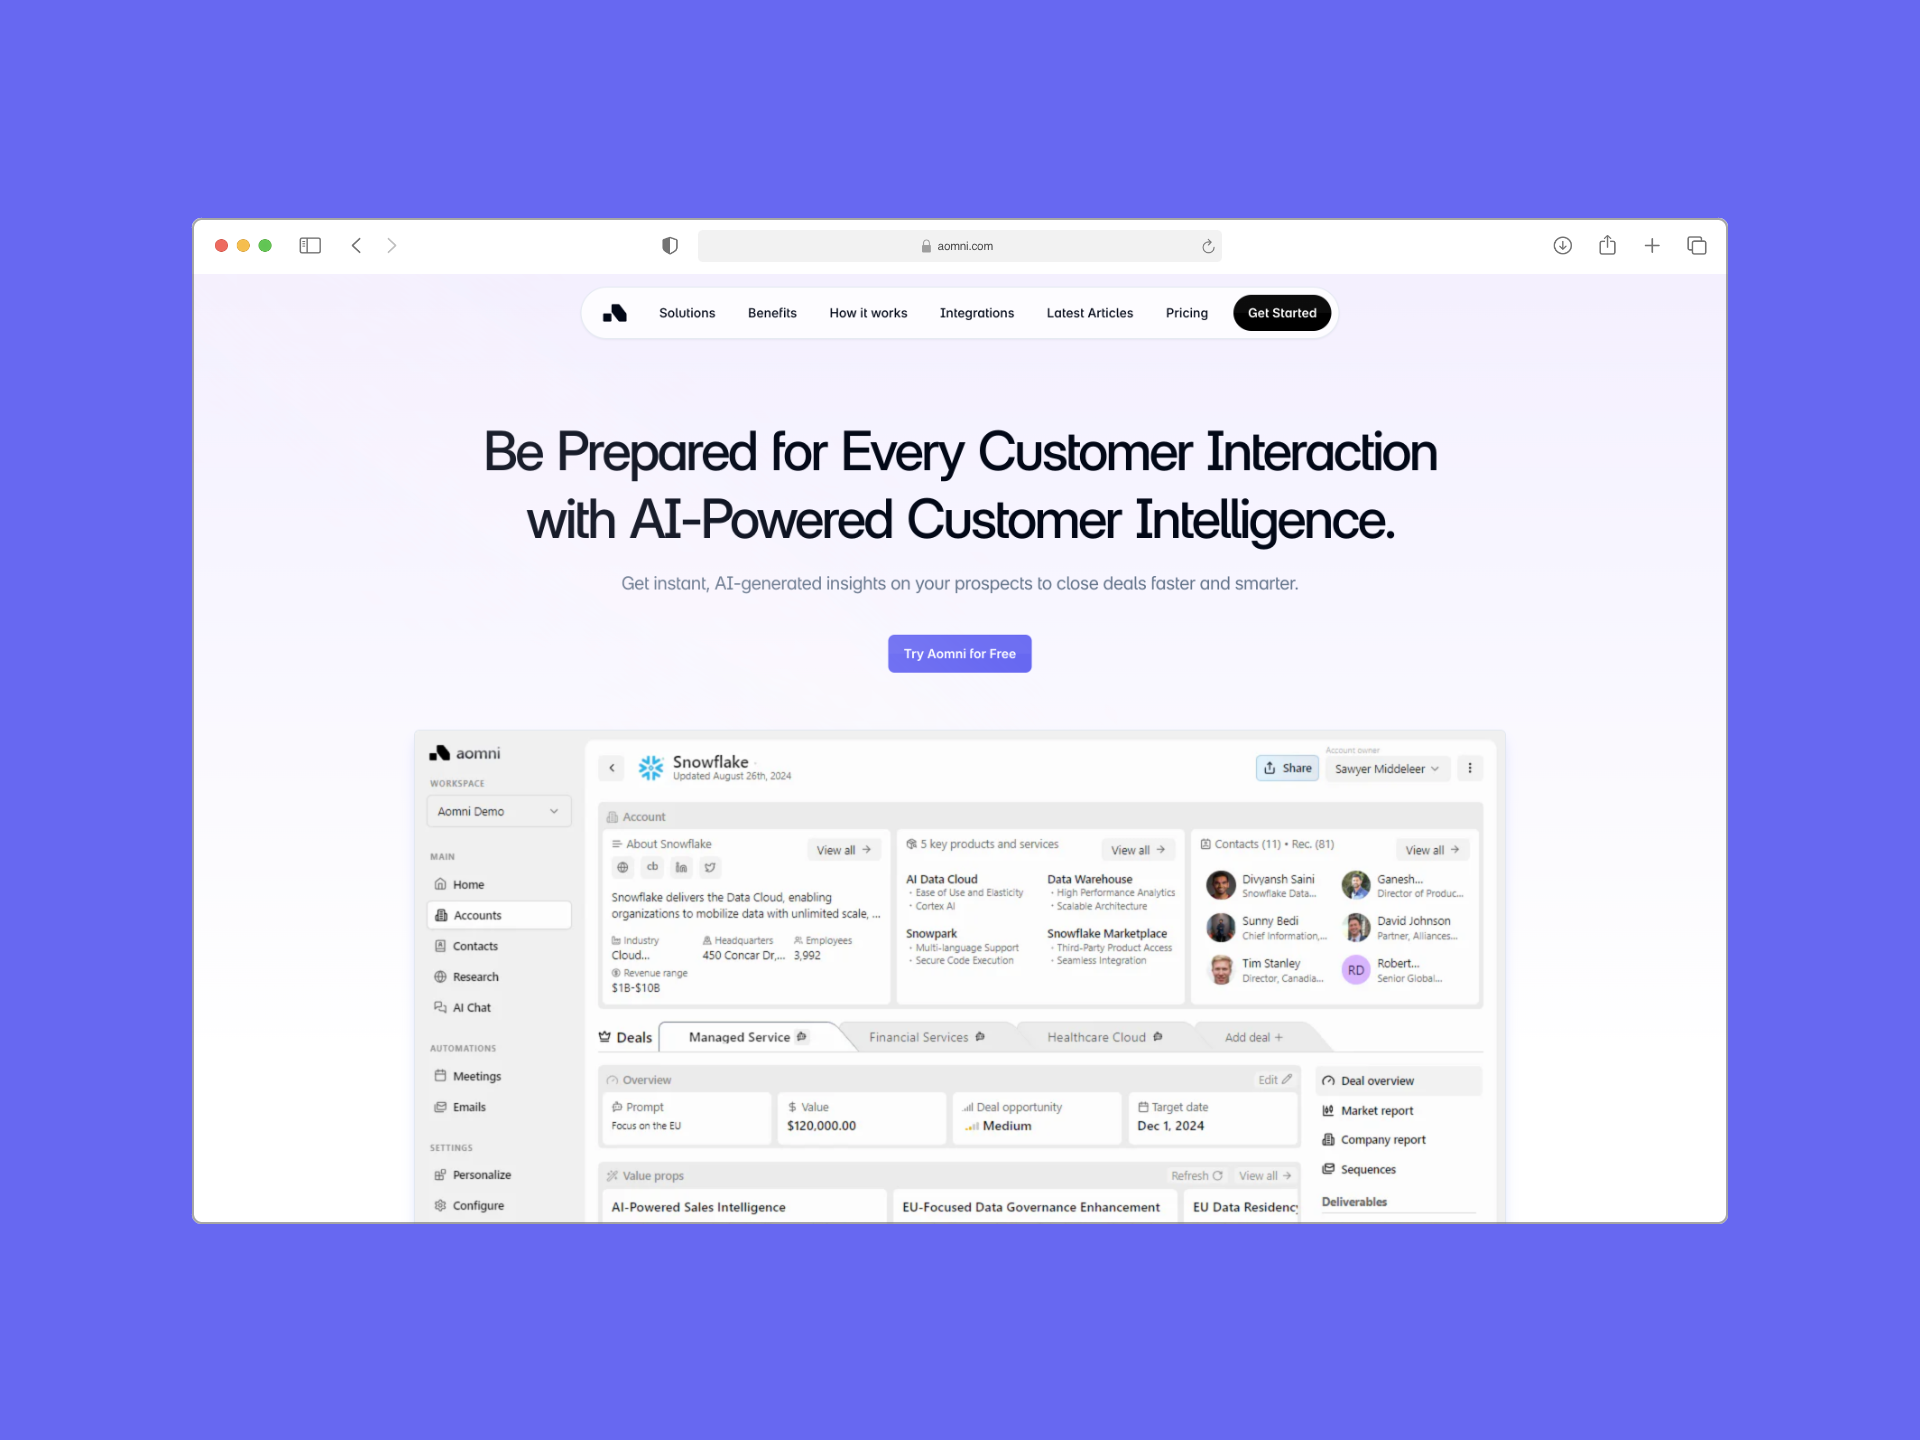 aomni.com
Solutions
Benefits
How it works
Integrations
Latest Articles
Pricing
Get Started
Be Prepared for Every Customer Interaction
with AI-Powered Customer Intelligence.
Get instant, AI-generated insights on your prospects to close deals faster and smarter.
Try Aomni for Free
aomni
WORKSPACE
Aomni Demo
MAIN
Home
Accounts
Contacts
Research
AI Chat
AUTOMATIONS
Meetings
Emails
SETTINGS
Personalize
Configure
Snowflake
Updated August 26th, 2024
Share
Account owner
Sawyer Middeleer
Account
About Snowflake
View all →
cb
in
Snowflake delivers the Data Cloud, enabling
organizations to mobilize data with unlimited scale, ...
Industry
Cloud...
Headquarters
450 Concar Dr,...
Employees
3,992
Revenue range
$1B-$10B
5 key products and services
View all →
AI Data Cloud
• Ease of Use and Elasticity
• Cortex AI
Data Warehouse
• High Performance Analytics
• Scalable Architecture
Snowpark
• Multi-language Support
• Secure Code Execution
Snowflake Marketplace
• Third-Party Product Access
• Seamless Integration
Contacts (11) • Rec. (81)
View all →
Divyansh Saini
Snowflake Data...
Ganesh...
Director of Produc...
Sunny Bedi
Chief Information,...
David Johnson
Partner, Alliances...
Tim Stanley
Director, Canadia...
RD
Robert...
Senior Global...
Deals
Managed Service
Financial Services
Healthcare Cloud
Add deal +
Overview
Edit
Prompt
Focus on the EU
$ Value
$120,000.00
Deal opportunity
Medium
Target date
Dec 1, 2024
Value props
Refresh
View all →
AI-Powered Sales Intelligence
EU-Focused Data Governance Enhancement
EU Data Residency
Deal overview
Market report
Company report
Sequences
Deliverables